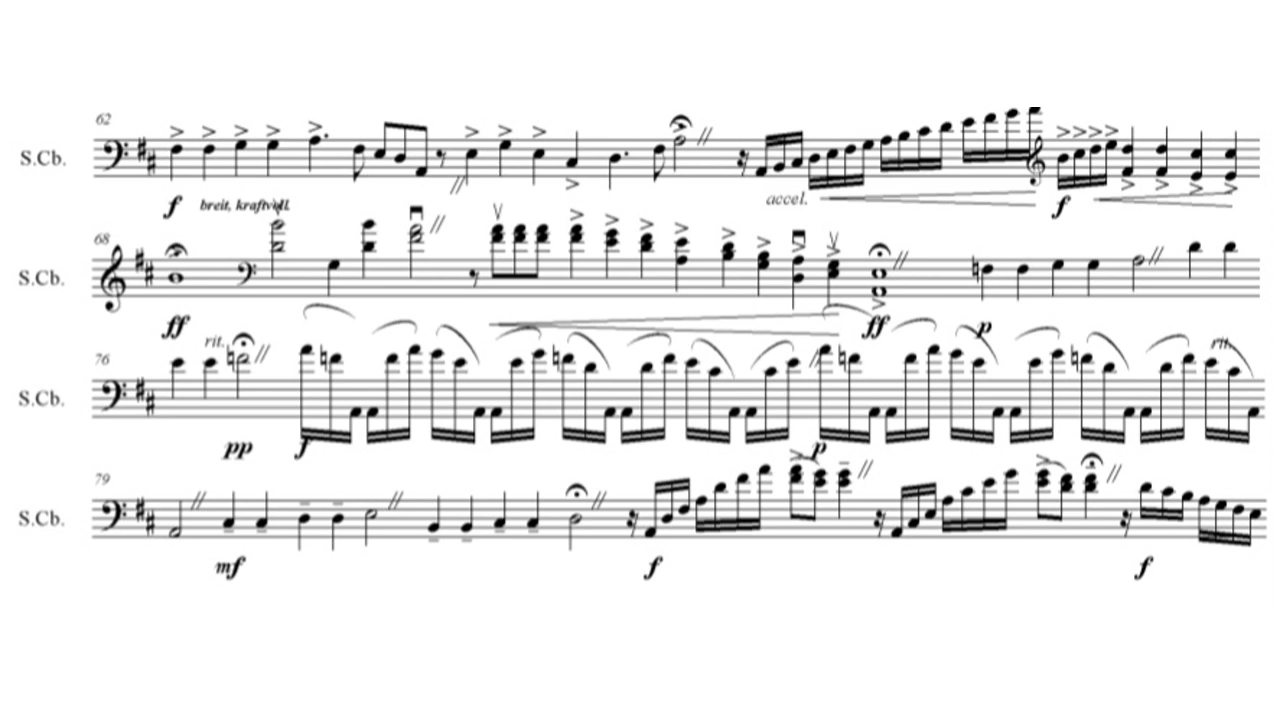 62
S.Cb.
f breit, kraftvoll. accel. f
68
S.Cb.
ff ff p
76 rit. rit.
S.Cb.
pp f p
79
S.Cb.
mf f f